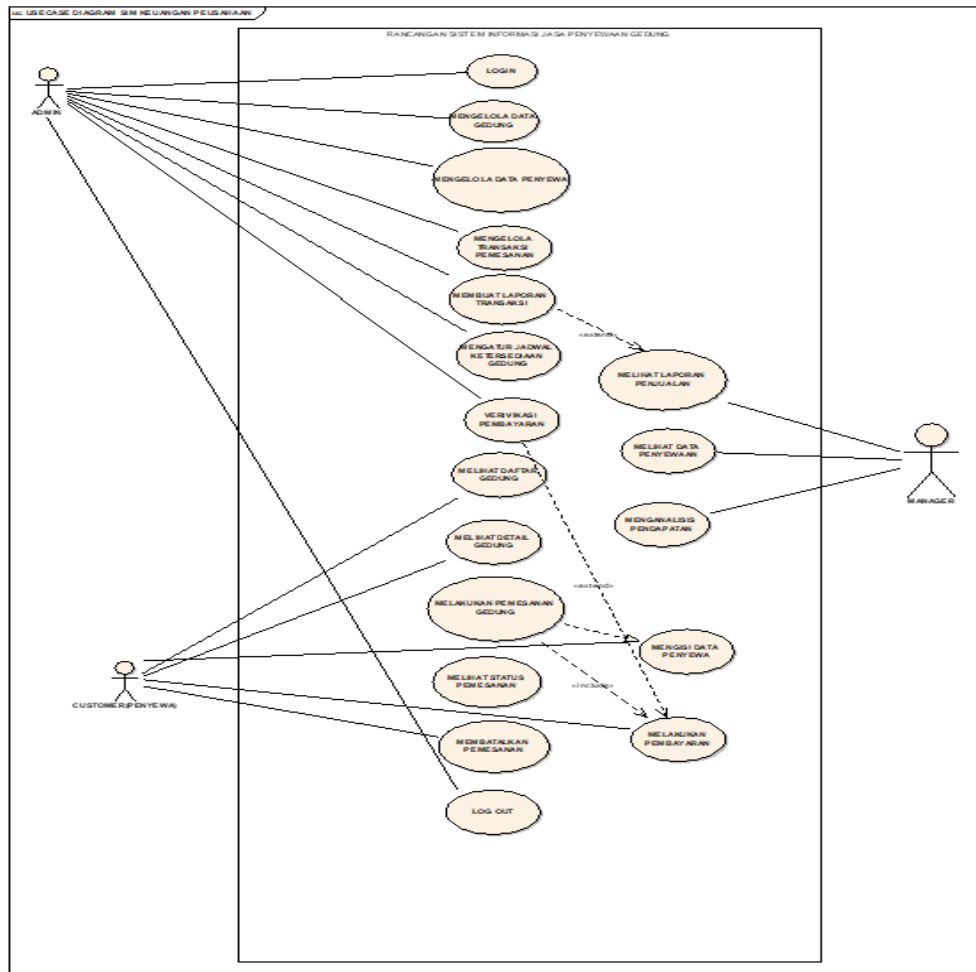 uc USECASE DIAGRAM SIM KEUANGAN PEUSAHAAN
RANCANGAN SISTEM INFORMASI JASA PENYEWAAN GEDUNG
LOGIN
ADMIN
MENGELOLA DATA
GEDUNG
MENGELOLA DATA PENYEWA
MENGELOLA
TRANSAKSI
PEMESANAN
MEMBUAT LAPORAN
TRANSAKSI
«extend»
MENGATUR JADWAL
KETERSEDIAAN
GEDUNG
MELIHAT LAPORAN
PENJUALAN
VERIVIKASI
PEMBAYARAN
MELIHAT DATA
PENYEWAAN
MANAGER
MELIHAT DAFTAR
GEDUNG
MENGANALISIS
PENDAPATAN
MELIHAT DETAIL
GEDUNG
«extend»
MELAKUKAN PEMESANAN
GEDUNG
MENGISI DATA
PENYEWA
MELIHAT STATUS
PEMESANAN
«include»
CUSTOMER(PENYEWA)
MEMBATALKAN
PEMESANAN
MELAKUKAN
PEMBAYARAN
LOG OUT